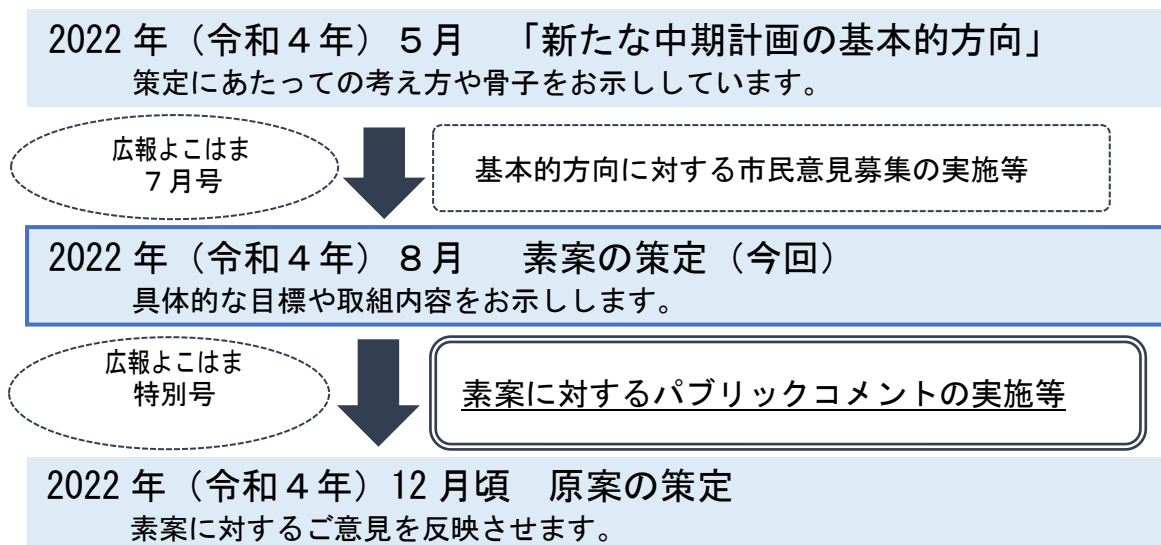 2022 年（令和４年）５月　「新たな中期計画の基本的方向」
策定にあたっての考え方や骨子をお示ししています。
広報よこはま
７月号
基本的方向に対する市民意見募集の実施等
2022 年（令和４年）８月　素案の策定（今回）
具体的な目標や取組内容をお示しします。
広報よこはま
特別号
素案に対するパブリックコメントの実施等
2022 年（令和４年）12 月頃　原案の策定
素案に対するご意見を反映させます。